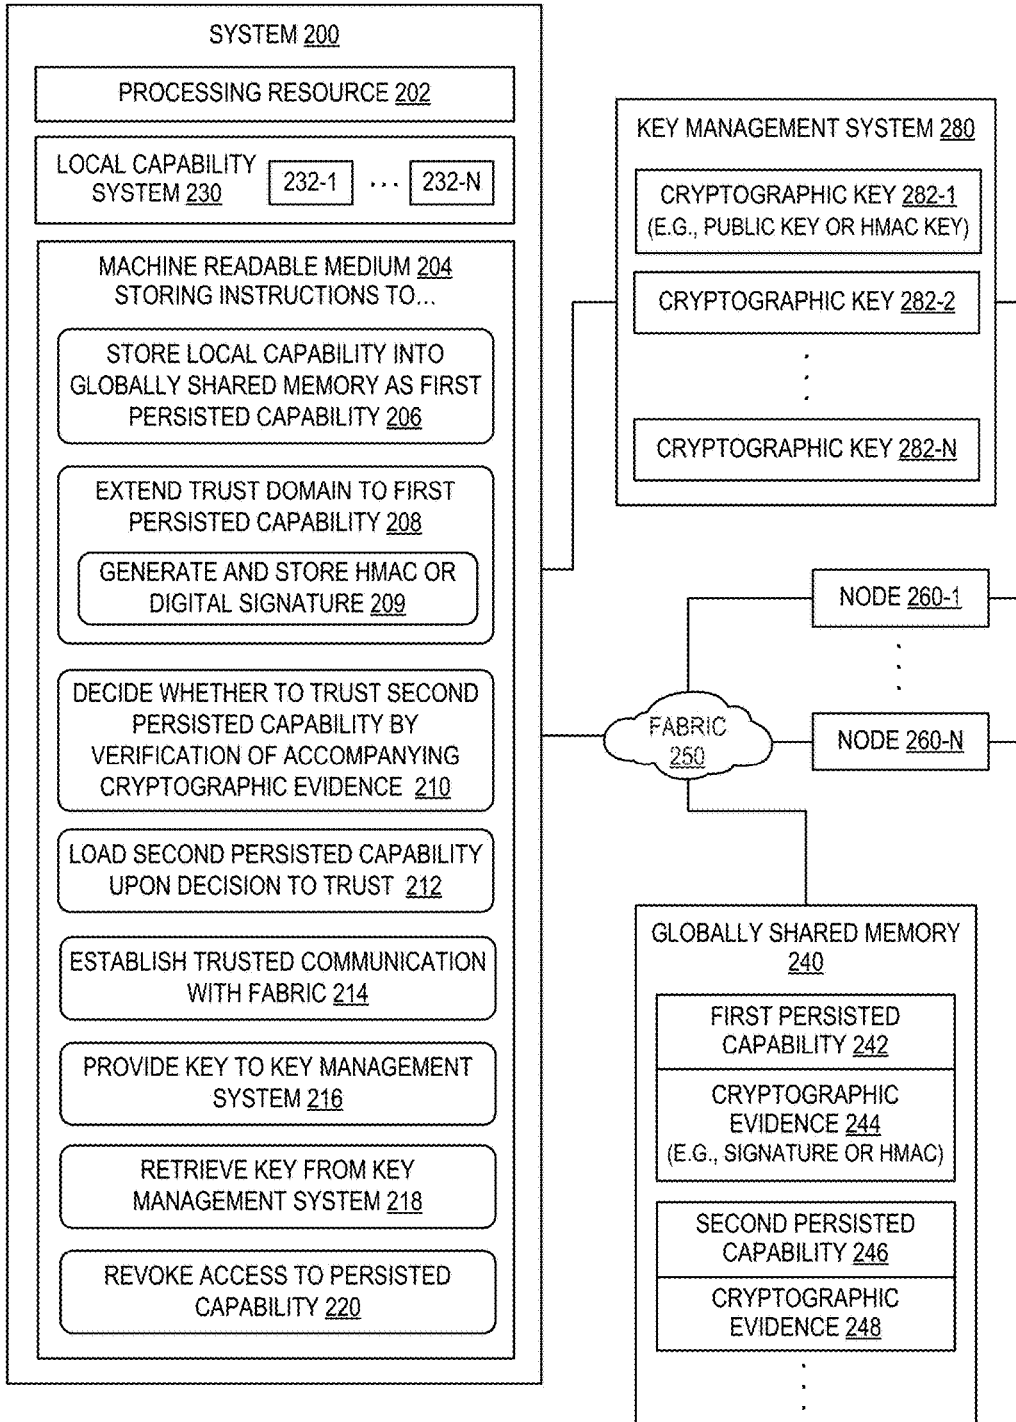 SYSTEM 200
PROCESSING RESOURCE 202
LOCAL CAPABILITY
SYSTEM 230
232-1 ... 232-N
MACHINE READABLE MEDIUM 204
STORING INSTRUCTIONS TO...
STORE LOCAL CAPABILITY INTO
GLOBALLY SHARED MEMORY AS FIRST
PERSISTED CAPABILITY 206
EXTEND TRUST DOMAIN TO FIRST
PERSISTED CAPABILITY 208
GENERATE AND STORE HMAC OR
DIGITAL SIGNATURE 209
DECIDE WHETHER TO TRUST SECOND
PERSISTED CAPABILITY BY
VERIFICATION OF ACCOMPANYING
CRYPTOGRAPHIC EVIDENCE 210
LOAD SECOND PERSISTED CAPABILITY
UPON DECISION TO TRUST 212
ESTABLISH TRUSTED COMMUNICATION
WITH FABRIC 214
PROVIDE KEY TO KEY MANAGEMENT
SYSTEM 216
RETRIEVE KEY FROM KEY
MANAGEMENT SYSTEM 218
REVOKE ACCESS TO PERSISTED
CAPABILITY 220
KEY MANAGEMENT SYSTEM 280
CRYPTOGRAPHIC KEY 282-1
(E.G., PUBLIC KEY OR HMAC KEY)
CRYPTOGRAPHIC KEY 282-2
CRYPTOGRAPHIC KEY 282-N
NODE 260-1
NODE 260-N
FABRIC
250
GLOBALLY SHARED MEMORY
240
FIRST PERSISTED
CAPABILITY 242
CRYPTOGRAPHIC
EVIDENCE 244
(E.G., SIGNATURE OR HMAC)
SECOND PERSISTED
CAPABILITY 246
CRYPTOGRAPHIC
EVIDENCE 248